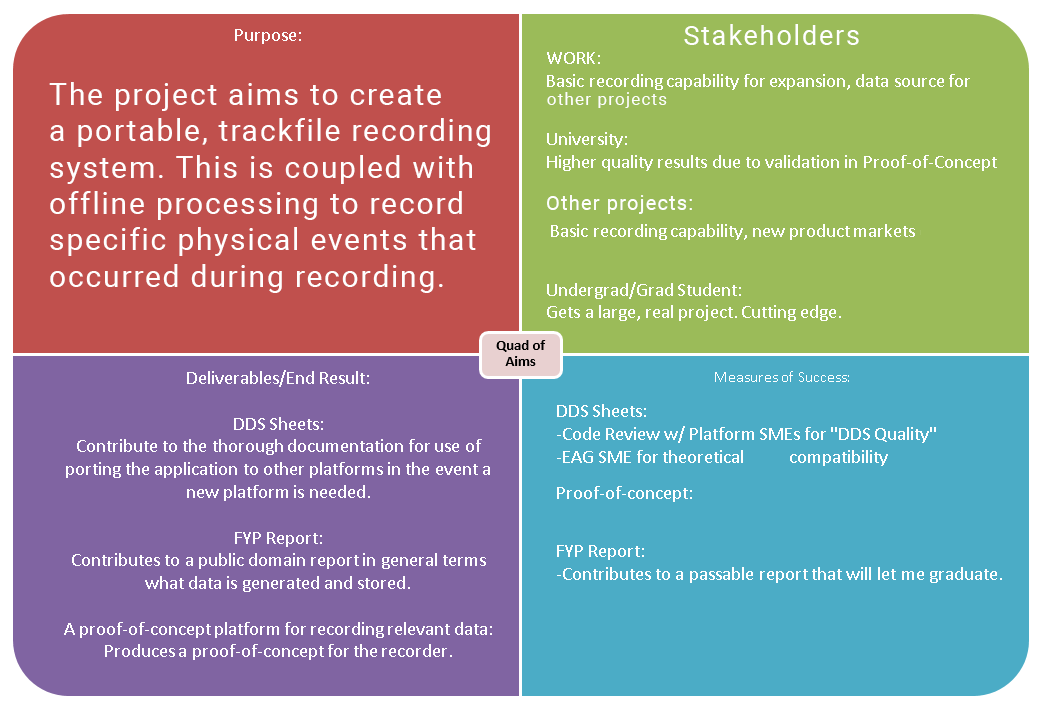 Purpose:
The project aims to create
a portable, trackfile recording
system. This is coupled with
offline processing to record
specific physical events that
occurred during recording.
Stakeholders
WORK:
Basic recording capability for expansion, data source for
other projects
University:
Higher quality results due to validation in Proof-of-Concept
Other projects:
Basic recording capability, new product markets
Undergrad/Grad Student:
Gets a large, real project. Cutting edge.
Quad of
Aims
Deliverables/End Result:
DDS Sheets:
Contribute to the thorough documentation for use of
porting the application to other platforms in the event a
new platform is needed.
FYP Report:
Contributes to a public domain report in general terms
what data is generated and stored.
A proof-of-concept platform for recording relevant data:
Produces a proof-of-concept for the recorder.
Measures of Success:
DDS Sheets:
-Code Review w/ Platform SMEs for "DDS Quality"
-EAG SME for theoretical compatibility
Proof-of-concept:
FYP Report:
-Contributes to a passable report that will let me graduate.